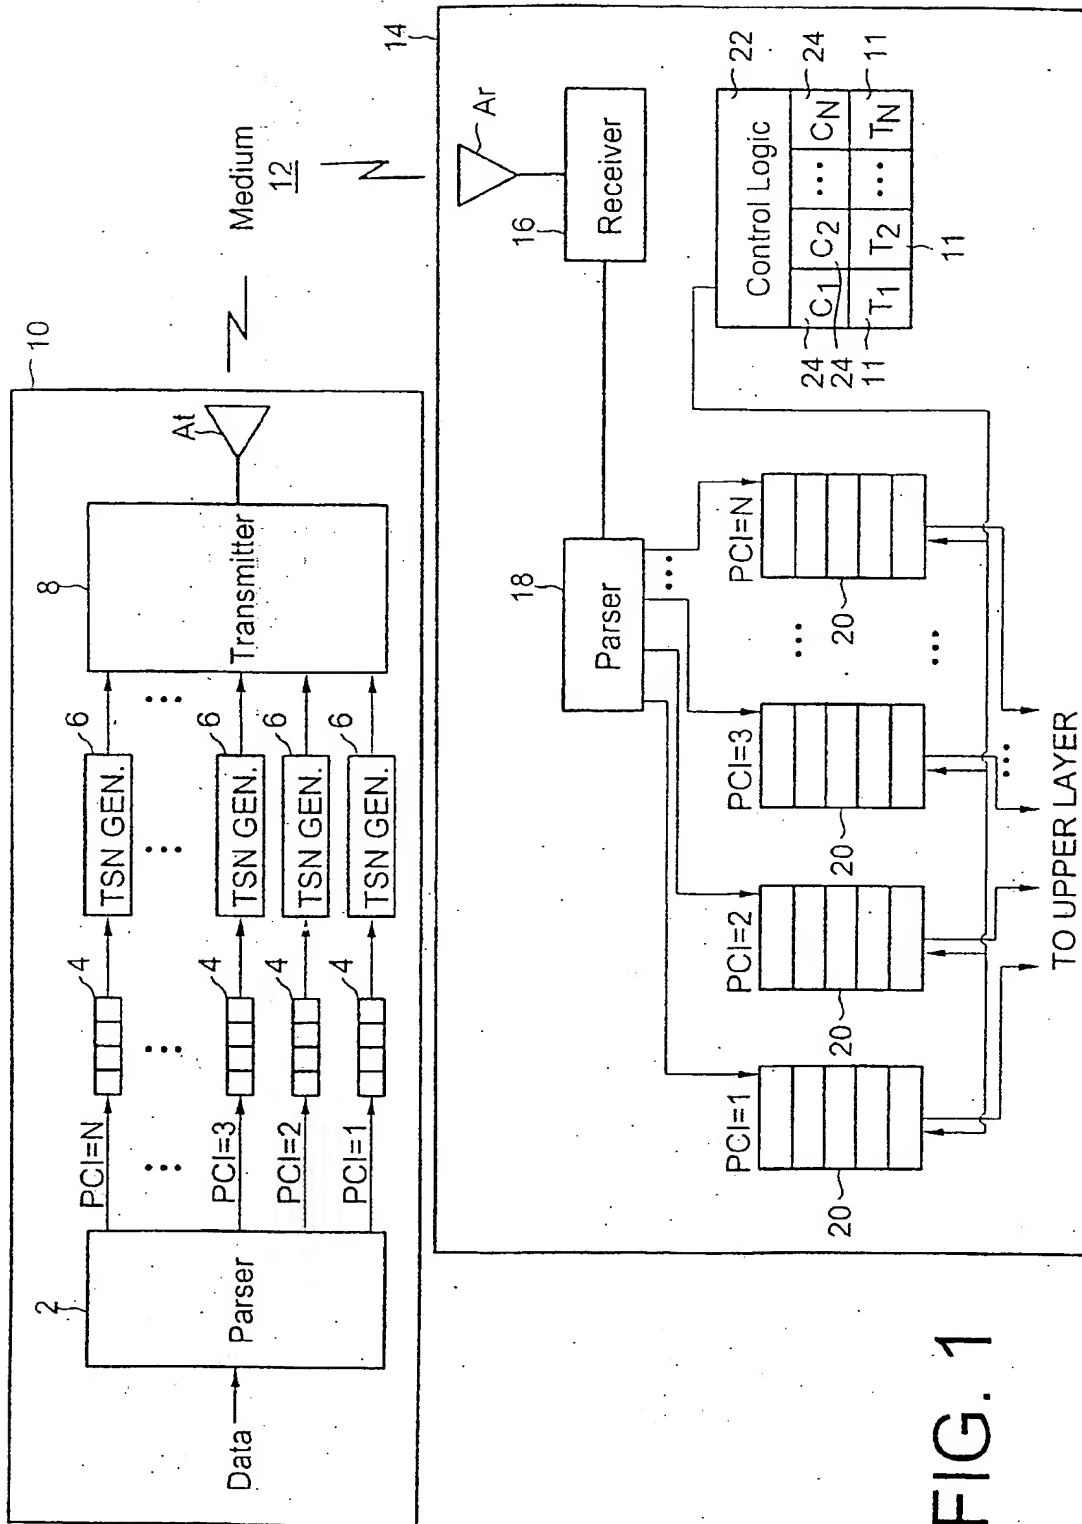 10
Data
2
Parser
PCI=N
PCI=3
PCI=2
PCI=1
4
4
4
4
TSN GEN.
TSN GEN.
TSN GEN.
TSN GEN.
6
6
6
6
8
Transmitter
At
Medium
12
14
Ar
16
Receiver
18
Parser
PCI=1
PCI=2
PCI=3
PCI=N
20
20
20
20
Control Logic
22
C1
C2
CN
24
24
24
T1
T2
TN
11
11
11
TO UPPER LAYER
FIG. 1